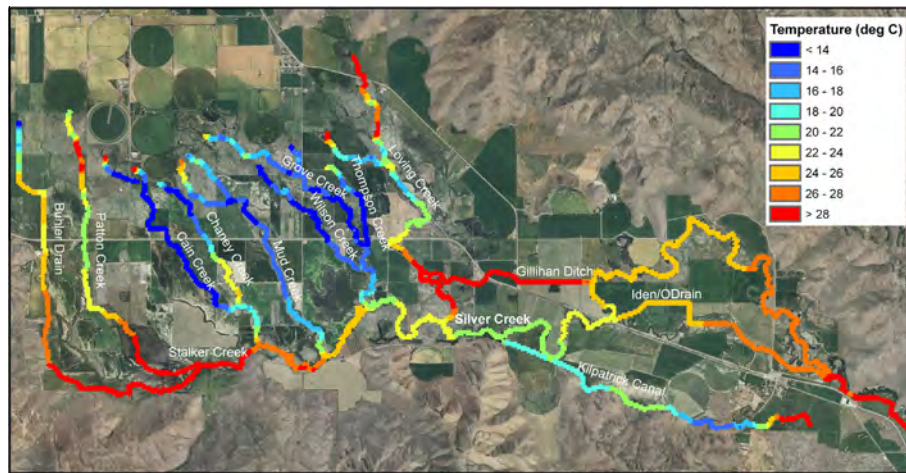 Temperature (deg C)
< 14
14 - 16
16 - 18
18 - 20
20 - 22
22 - 24
24 - 26
26 - 28
> 28
Loving Creek
Grove Creek
Thompson Creek
Wilson Creek
Buhler Drain
Patton Creek
Cain Creek
Chaney Creek
Mud Creek
Gillihan Ditch
Iden/ODrain
Silver Creek
Stalker Creek
Kilpatrick Canal